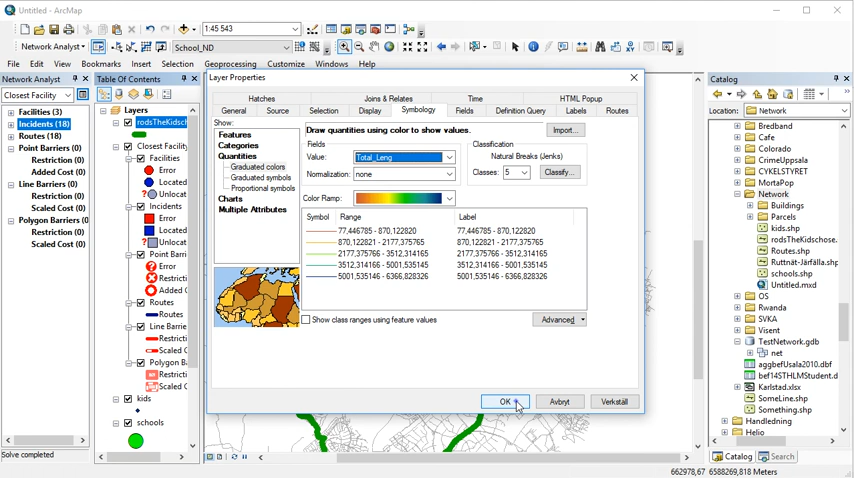 Untitled - ArcMap
1:45 543
Network Analyst
School_ND
File Edit View Bookmarks Insert Selection Geoprocessing Customize Windows Help
Network Analyst
Closest Facility
Facilities (3)
Incidents (18)
Routes (18)
Point Barriers (0)
Restriction (0)
Added Cost (0)
Line Barriers (0)
Restriction (0)
Scaled Cost (0)
Polygon Barriers (0
Restriction (0)
Scaled Cost (0)
Solve completed
Table Of Contents
Layers
rodsTheKidsch
Closest Facility
Facilities
Error
Located
Unlocat
Incidents
Error
Located
Unlocat
Point Barri
Error
Restricti
Added C
Routes
Routes
Line Barrie
Restricti
Scaled C
Polygon B
Restricti
Scaled C
kids
schools
Layer Properties
Hatches Joins & Relates Time HTML Popup
General Source Selection Display Symbology Fields Definition Query Labels Routes
Show:
Features
Categories
Quantities
Graduated colors
Graduated symbols
Proportional symbols
Charts
Multiple Attributes
Draw quantities using color to show values.
Import...
Fields
Value: Total_Leng
Normalization: none
Classification
Natural Breaks (Jenks)
Classes: 5
Classify...
Color Ramp:
Symbol Range Label
77,446785 - 870,122820 77,446785 - 870,122820
870,122821 - 2177,375765 870,122821 - 2177,375765
2177,375766 - 3512,314165 2177,375766 - 3512,314165
3512,314166 - 5001,535145 3512,314166 - 5001,535145
5001,535146 - 6366,828326 5001,535146 - 6366,828326
Show class ranges using feature values
Advanced
OK Avbryt Verkställ
Catalog
Location: Network
Bredband
Cafe
Colorado
CrimeUppsala
CYKELSTYRET
MortaPop
Network
Buildings
Parcels
kids.shp
rodsTheKidschose.
Routes.shp
Ruttnät-Järfälla.shp
schools.shp
Untitled.mxd
OS
Rwanda
SVKA
Visent
TestNetwork.gdb
net
aggbefUsala2010.dbf
bef14STHLMStudent.d
Karlstad.xlsx
SomeLine.shp
Something.shp
Handledning
Helio
Catalog Search
662978,67 6588269,818 Meters